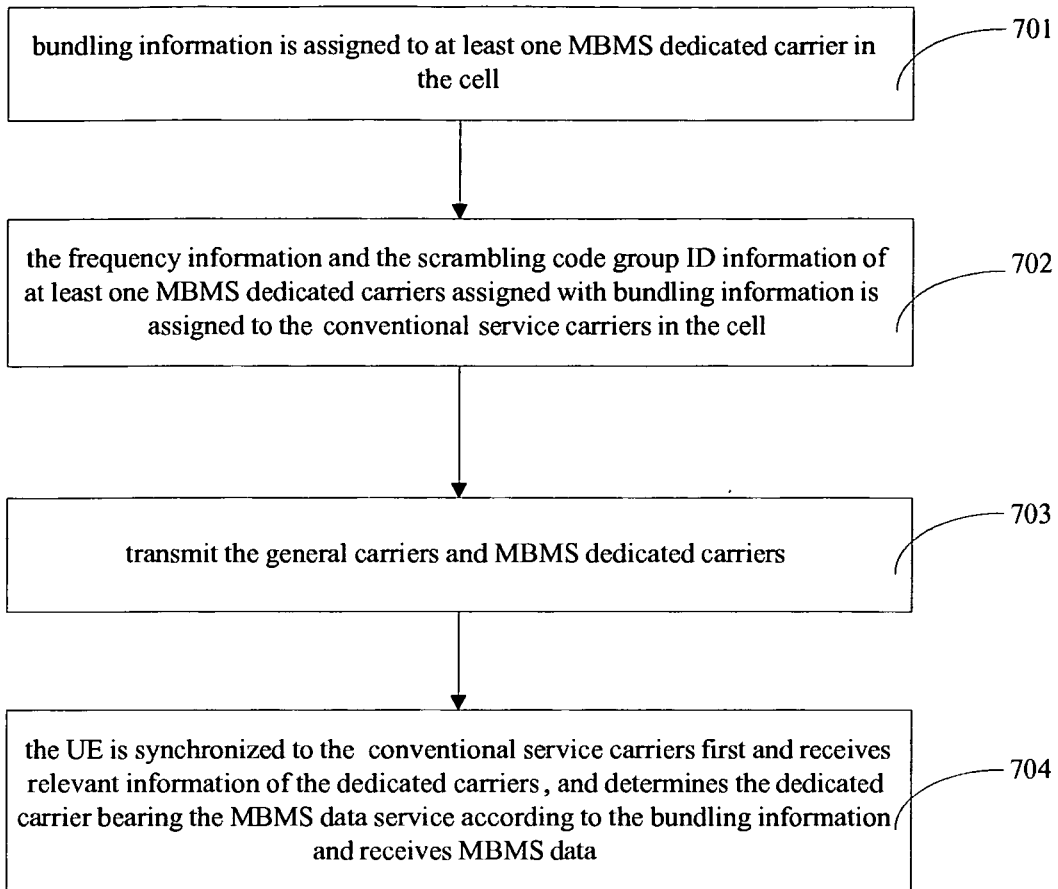 bundling information is assigned to at least one MBMS dedicated carrier in
the cell
701
the frequency information and the scrambling code group ID information of
at least one MBMS dedicated carriers assigned with bundling information is
assigned to the conventional service carriers in the cell
702
transmit the general carriers and MBMS dedicated carriers
703
the UE is synchronized to the conventional service carriers first and receives
relevant information of the dedicated carriers, and determines the dedicated
carrier bearing the MBMS data service according to the bundling information
and receives MBMS data
704